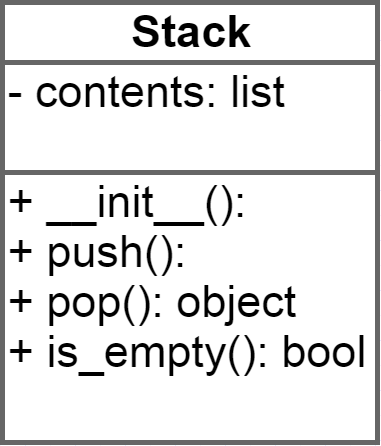 Stack
- contents: list
+ __init__():
+ push():
+ pop(): object
+ is_empty(): bool